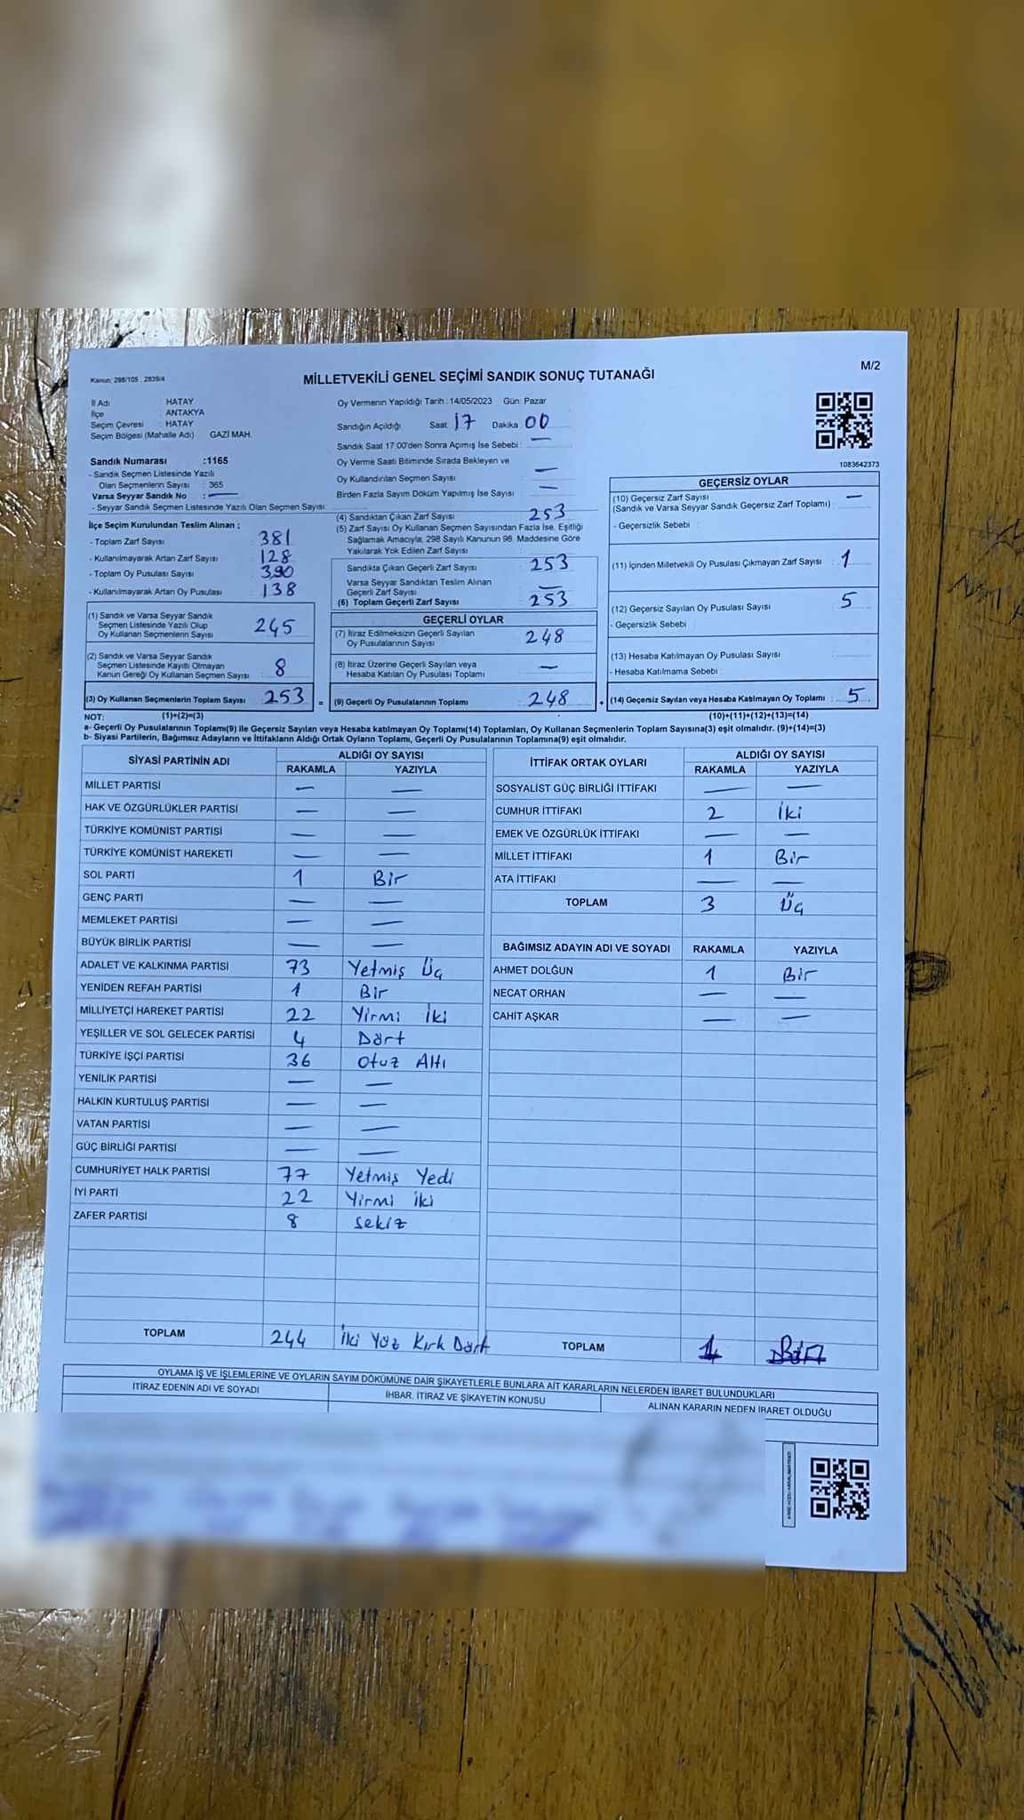 M/2
Kanun: 298/105 , 2839/4
MİLLETVEKİLİ GENEL SEÇİMİ SANDIK SONUÇ TUTANAĞI
İl Adı : HATAY
İlçe : ANTAKYA
Seçim Çevresi : HATAY
Seçim Bölgesi (Mahalle Adı) GAZİ MAH.
Sandık Numarası :1165
- Sandık Seçmen Listesinde Yazılı
Olan Seçmenlerin Sayısı : 365
Varsa Seyyar Sandık No : —
- Seyyar Sandık Seçmen Listesinde Yazılı Olan Seçmen Sayısı
İlçe Seçim Kurulundan Teslim Alınan ;
- Toplam Zarf Sayısı 381
- Kullanılmayarak Artan Zarf Sayısı 128
- Toplam Oy Pusulası Sayısı 390
- Kullanılmayarak Artan Oy Pusulası 138
(1) Sandık ve Varsa Seyyar Sandık
Seçmen Listesinde Yazılı Olup
Oy Kullanan Seçmenlerin Sayısı 245
(2) Sandık ve Varsa Seyyar Sandık
Seçmen Listesinde Kayıtlı Olmayan
Kanun Gereği Oy Kullanan Seçmen Sayısı 8
(3) Oy Kullanan Seçmenlerin Toplam Sayısı 253
(1)+(2)=(3)
Oy Vermenin Yapıldığı Tarih :14/05/2023 Gün: Pazar
Sandığın Açıldığı Saat 17 Dakika 00
Sandık Saat 17:00'den Sonra Açılmış İse Sebebi : —
Oy Verme Saati Bitiminde Sırada Bekleyen ve
Oy Kullandırılan Seçmen Sayısı —
Birden Fazla Sayım Döküm Yapılmış İse Sayısı —
(4) Sandıktan Çıkan Zarf Sayısı 253
(5) Zarf Sayısı Oy Kullanan Seçmen Sayısından Fazla İse, Eşitliği
Sağlamak Amacıyla, 298 Sayılı Kanunun 98. Maddesine Göre
Yakılarak Yok Edilen Zarf Sayısı
Sandıkta Çıkan Geçerli Zarf Sayısı 253
Varsa Seyyar Sandıktan Teslim Alınan
Geçerli Zarf Sayısı —
(6) Toplam Geçerli Zarf Sayısı 253
GEÇERLİ OYLAR
(7) İtiraz Edilmeksizin Geçerli Sayılan
Oy Pusulalarının Sayısı 248
(8) İtiraz Üzerine Geçerli Sayılan veya
Hesaba Katılan Oy Pusulası Toplamı —
(9) Geçerli Oy Pusulalarının Toplamı 248
1083642373
GEÇERSİZ OYLAR
(10) Geçersiz Zarf Sayısı —
(Sandık ve Varsa Seyyar Sandık Geçersiz Zarf Toplamı)
- Geçersizlik Sebebi :
(11) İçinden Milletvekili Oy Pusulası Çıkmayan Zarf Sayısı 1
(12) Geçersiz Sayılan Oy Pusulası Sayısı 5
- Geçersizlik Sebebi
(13) Hesaba Katılmayan Oy Pusulası Sayısı
- Hesaba Katılmama Sebebi
(14) Geçersiz Sayılan veya Hesaba Katılmayan Oy Toplamı : 5
(10)+(11)+(12)+(13)=(14)
NOT:
a- Geçerli Oy Pusulalarının Toplamı(9) ile Geçersiz Sayılan veya Hesaba katılmayan Oy Toplam(14) Toplamları, Oy Kullanan Seçmenlerin Toplam Sayısına(3) eşit olmalıdır. (9)+(14)=(3)
b- Siyasi Partilerin, Bağımsız Adayların ve İttifakların Aldığı Ortak Oyların Toplamı, Geçerli Oy Pusulalarının Toplamına(9) eşit olmalıdır.
SİYASİ PARTİNİN ADI ALDIĞI OY SAYISI
RAKAMLA YAZIYLA
MİLLET PARTİSİ — —
HAK VE ÖZGÜRLÜKLER PARTİSİ — —
TÜRKİYE KOMÜNİST PARTİSİ — —
TÜRKİYE KOMÜNİST HAREKETİ — —
SOL PARTİ 1 Bir
GENÇ PARTİ — —
MEMLEKET PARTİSİ — —
BÜYÜK BİRLİK PARTİSİ — —
ADALET VE KALKINMA PARTİSİ 73 Yetmiş Üç
YENİDEN REFAH PARTİSİ 1 Bir
MİLLİYETÇİ HAREKET PARTİSİ 22 Yirmi İki
YEŞİLLER VE SOL GELECEK PARTİSİ 4 Dört
TÜRKİYE İŞÇİ PARTİSİ 36 Otuz Altı
YENİLİK PARTİSİ — —
HALKIN KURTULUŞ PARTİSİ — —
VATAN PARTİSİ — —
GÜÇ BİRLİĞİ PARTİSİ — —
CUMHURİYET HALK PARTİSİ 77 Yetmiş Yedi
İYİ PARTİ 22 Yirmi iki
ZAFER PARTİSİ 8 sekiz
TOPLAM 244 İki Yüz Kırk Dört
İTTİFAK ORTAK OYLARI ALDIĞI OY SAYISI
RAKAMLA YAZIYLA
SOSYALİST GÜÇ BİRLİĞİ İTTİFAKI — —
CUMHUR İTTİFAKI 2 İki
EMEK VE ÖZGÜRLÜK İTTİFAKI — —
MİLLET İTTİFAKI 1 Bir
ATA İTTİFAKI — —
TOPLAM 3 Üç
BAĞIMSIZ ADAYIN ADI VE SOYADI RAKAMLA YAZIYLA
AHMET DOLĞUN 1 Bir
NECAT ORHAN — —
CAHİT AŞKAR — —
TOPLAM 1
OYLAMA İŞ VE İŞLEMLERİNE VE OYLARIN SAYIM DÖKÜMÜNE DAİR ŞİKAYETLERLE BUNLARA AİT KARARLARIN NELERDEN İBARET BULUNDUKLARI
İTİRAZ EDENİN ADI VE SOYADI İHBAR, İTİRAZ VE ŞİKAYETİN KONUSU ALINAN KARARIN NEDEN İBARET OLDUĞU